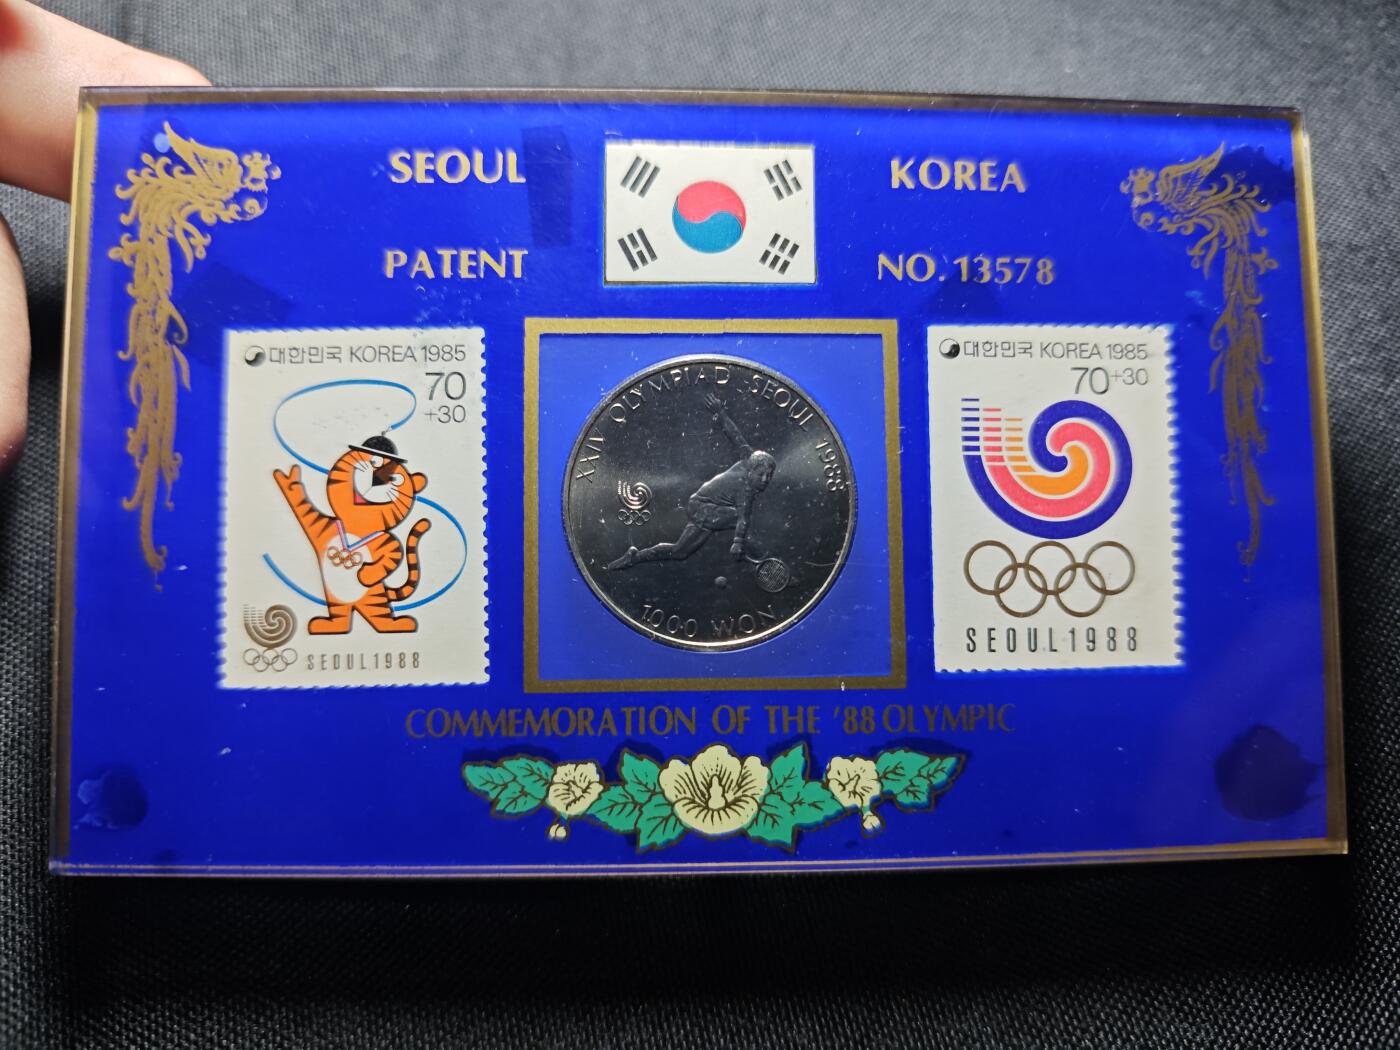 SEOUL KOREA
PATENT NO. 13578
대한민국 KOREA 1985
70
+30
SEOUL 1988
XXIV OLYMPIAD SEOUL 1988
1000 WON
대한민국 KOREA 1985
70+30
SEOUL 1988
COMMEMORATION OF THE '88 OLYMPIC